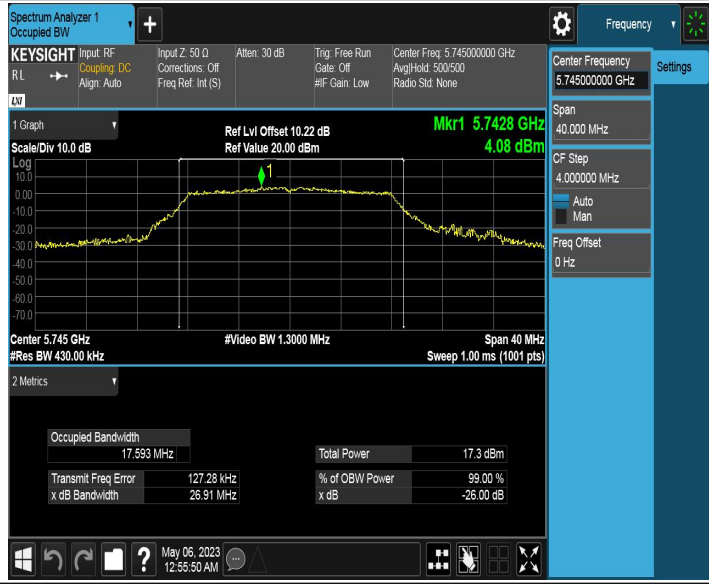 Spectrum Analyzer 1
Occupied BW
+
Frequency
KEYSIGHT
R L
LXI
Input: RF
Coupling: DC
Align: Auto
Input Z: 50 Ω
Corrections: Off
Freq Ref: Int (S)
Atten: 30 dB
Trig: Free Run
Gate: Off
#IF Gain: Low
Center Freq: 5.745000000 GHz
Avg|Hold: 500/500
Radio Std: None
Center Frequency
5.745000000 GHz
Settings
Span
40.000 MHz
CF Step
4.000000 MHz
Auto
Man
Freq Offset
0 Hz
1 Graph
Scale/Div 10.0 dB
Ref Lvl Offset 10.22 dB
Ref Value 20.00 dBm
Mkr1 5.7428 GHz
4.08 dBm
Log
10.0
0.00
-10.0
-20.0
-30.0
-40.0
-50.0
-60.0
-70.0
1
Center 5.745 GHz
#Video BW 1.3000 MHz
Span 40 MHz
#Res BW 430.00 kHz
Sweep 1.00 ms (1001 pts)
2 Metrics
Occupied Bandwidth
17.593 MHz
Total Power 17.3 dBm
Transmit Freq Error 127.28 kHz
% of OBW Power 99.00 %
x dB Bandwidth 26.91 MHz
x dB -26.00 dB
?
May 06, 2023
12:55:50 AM